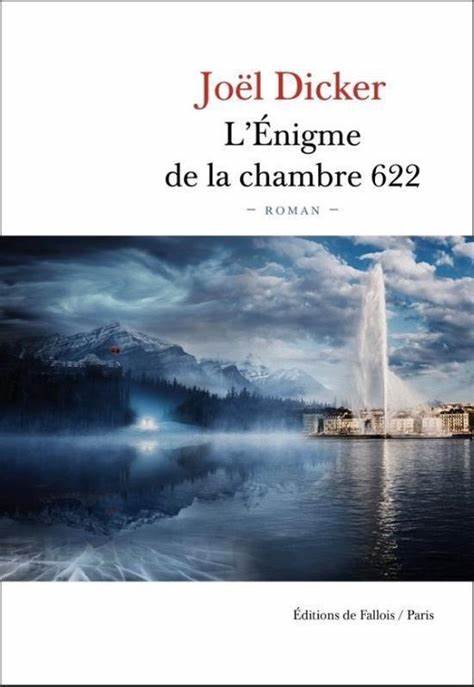 Joël Dicker
L'Énigme
de la chambre 622
– ROMAN –
Éditions de Fallois / Paris